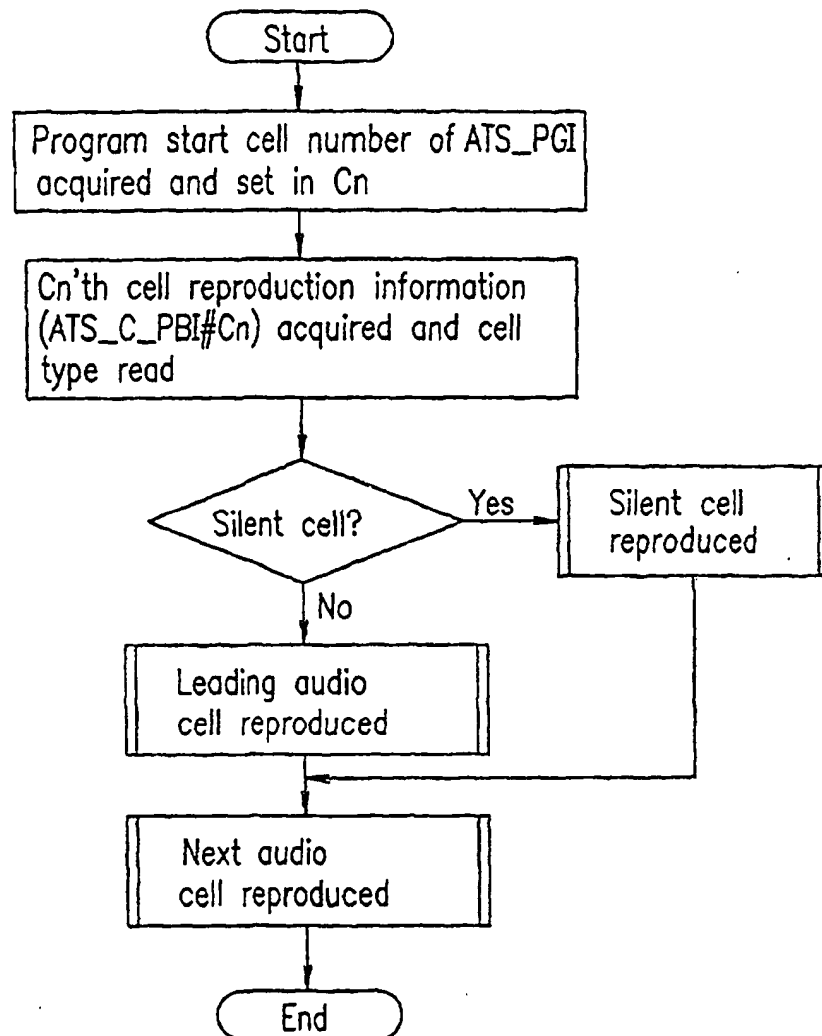 Start
Program start cell number of ATS_PGI
acquired and set in Cn
Cn'th cell reproduction information
(ATS_C_PBI#Cn) acquired and cell
type read
Silent cell?
Yes
Silent cell
reproduced
No
Leading audio
cell reproduced
Next audio
cell reproduced
End